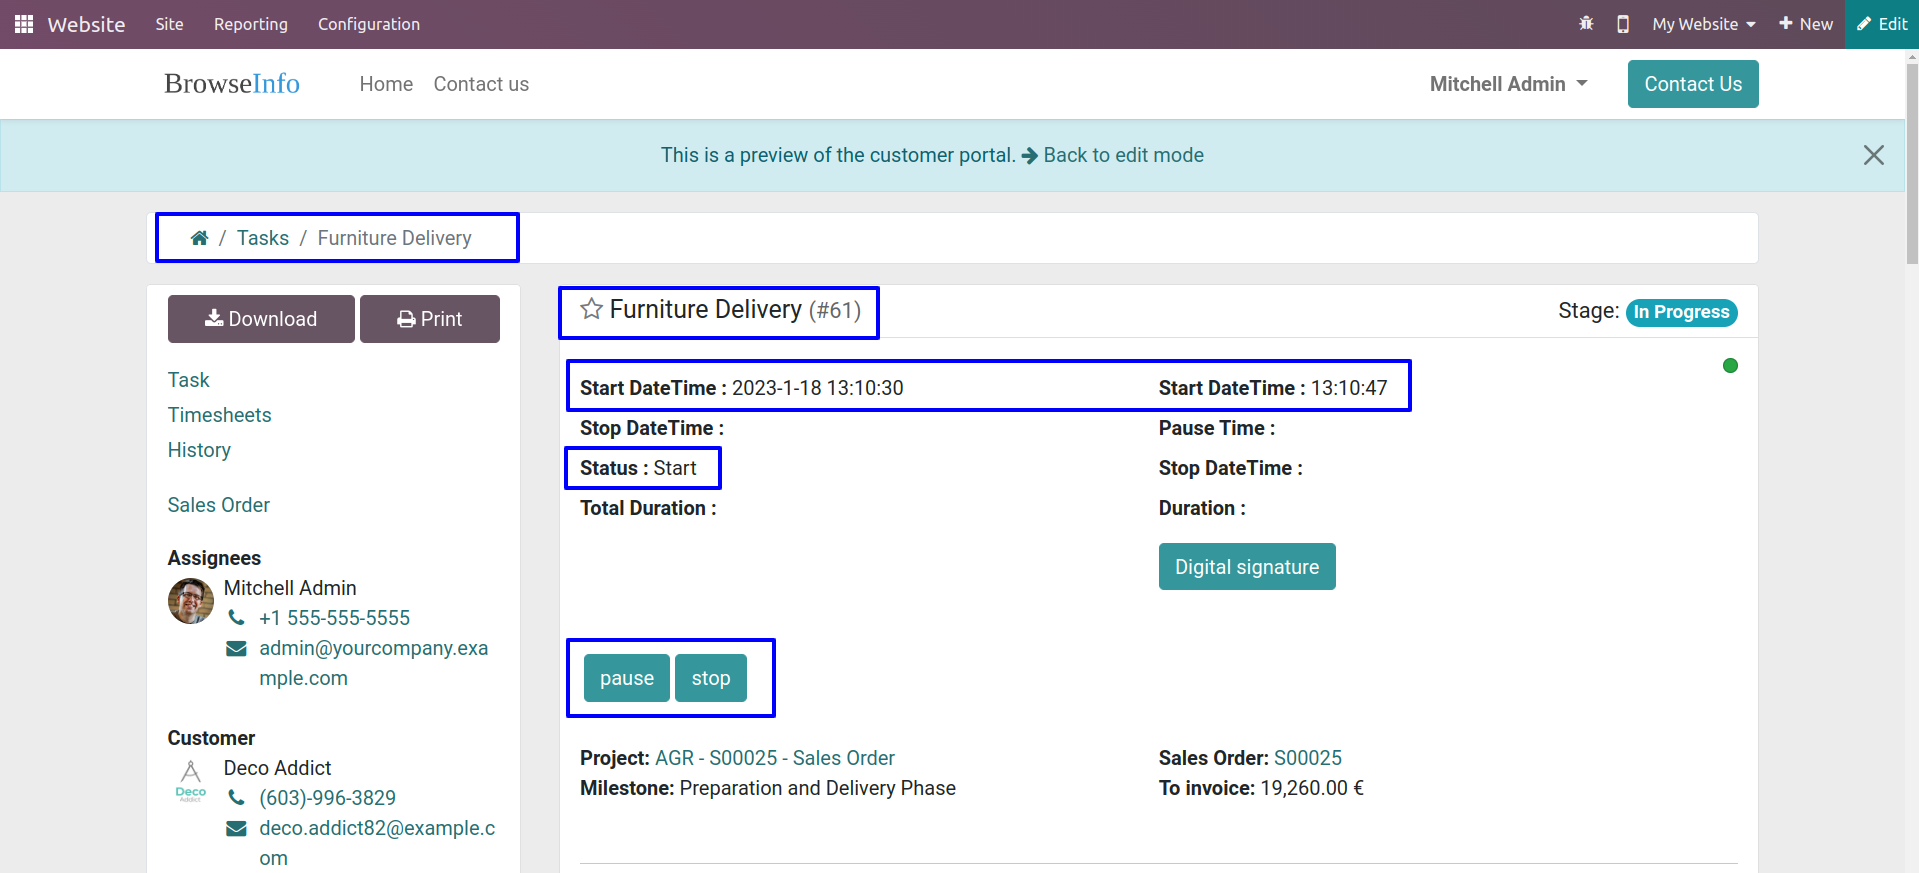 Website Site Reporting Configuration My Website New Edit
BrowseInfo Home Contact us Mitchell Admin Contact Us
This is a preview of the customer portal. Back to edit mode
/ Tasks / Furniture Delivery
Download Print
Task
Timesheets
History
Sales Order
Assignees
Mitchell Admin
+1 555-555-5555
admin@yourcompany.exa
mple.com
Customer
Deco Addict
Deco
Addict
(603)-996-3829
deco.addict82@example.c
om
Furniture Delivery (#61) Stage: In Progress
Start DateTime : 2023-1-18 13:10:30 Start DateTime : 13:10:47
Stop DateTime : Pause Time :
Status : Start Stop DateTime :
Total Duration : Duration :
Digital signature
pause stop
Project: AGR - S00025 - Sales Order Sales Order: S00025
Milestone: Preparation and Delivery Phase To invoice: 19,260.00 €